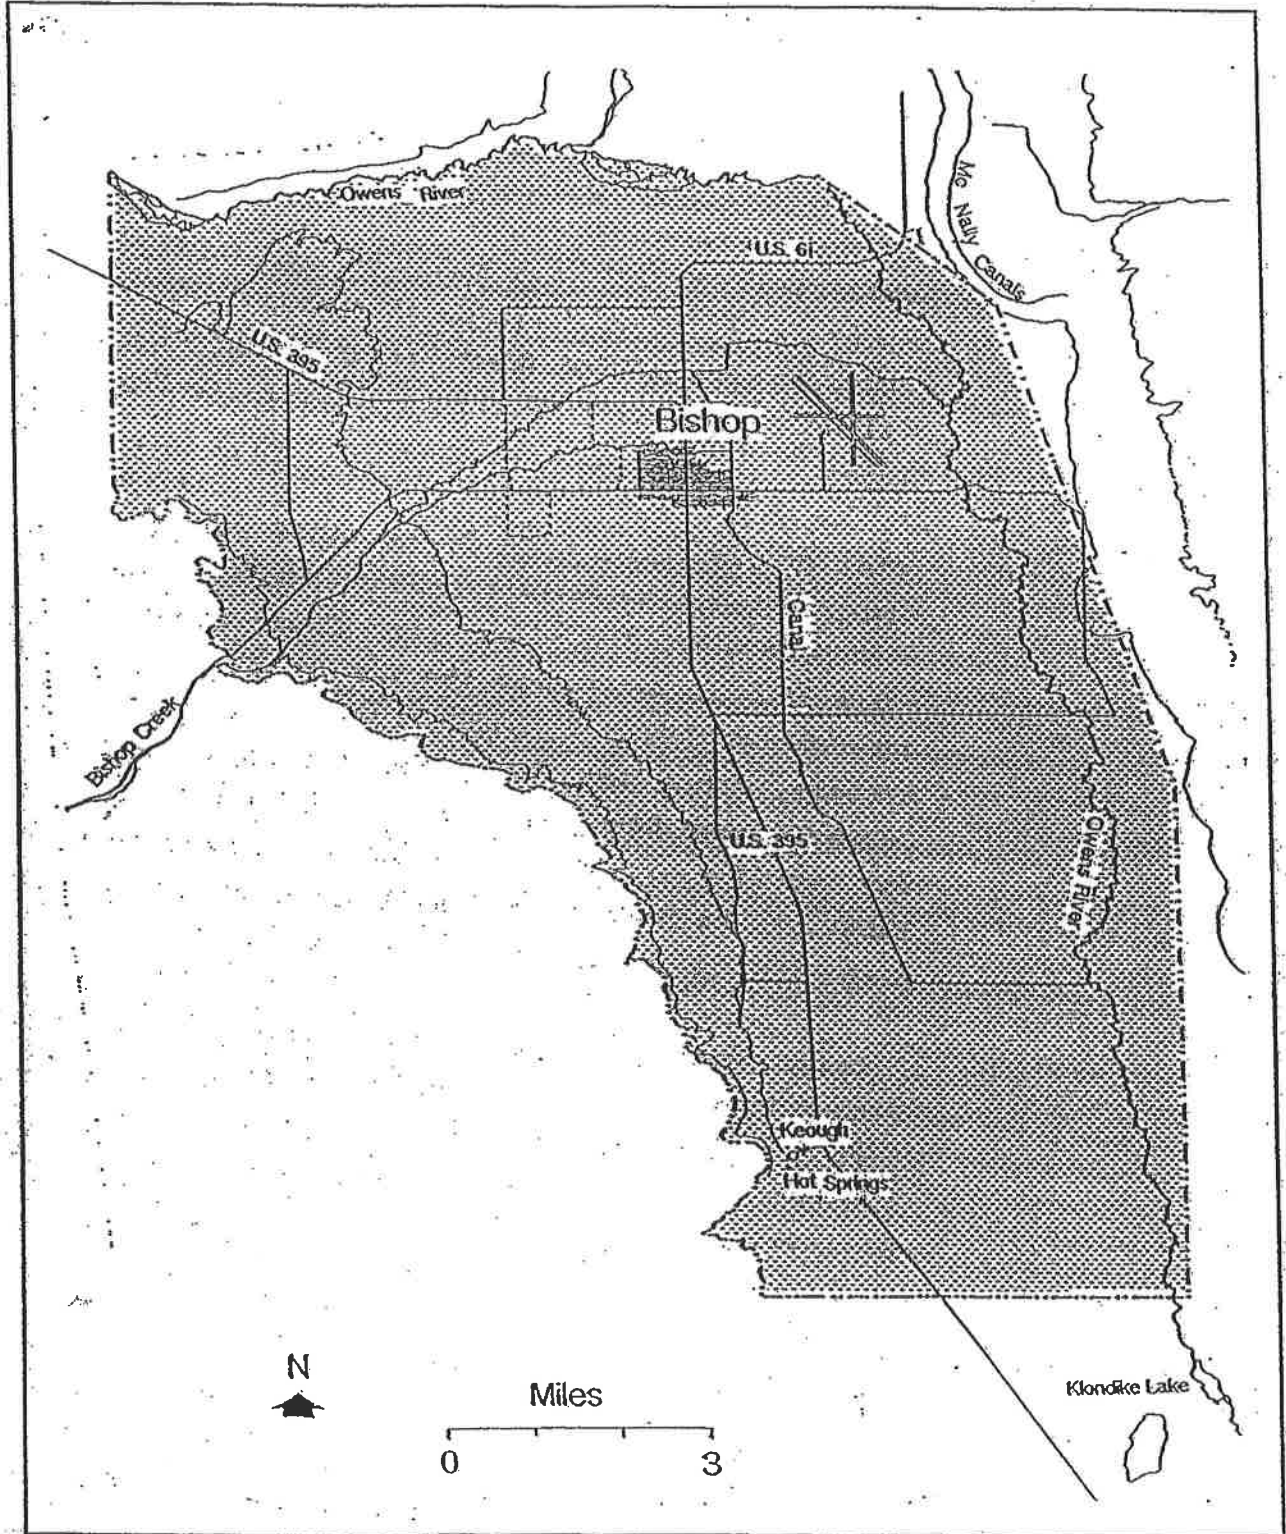 Owens River
Mc Nally Canals
U.S. 6
U.S. 395
Bishop
Canal
Bishop Creek
U.S. 395
Owens River
Keough
Hot Springs
N
Miles
0 3
Klondike Lake